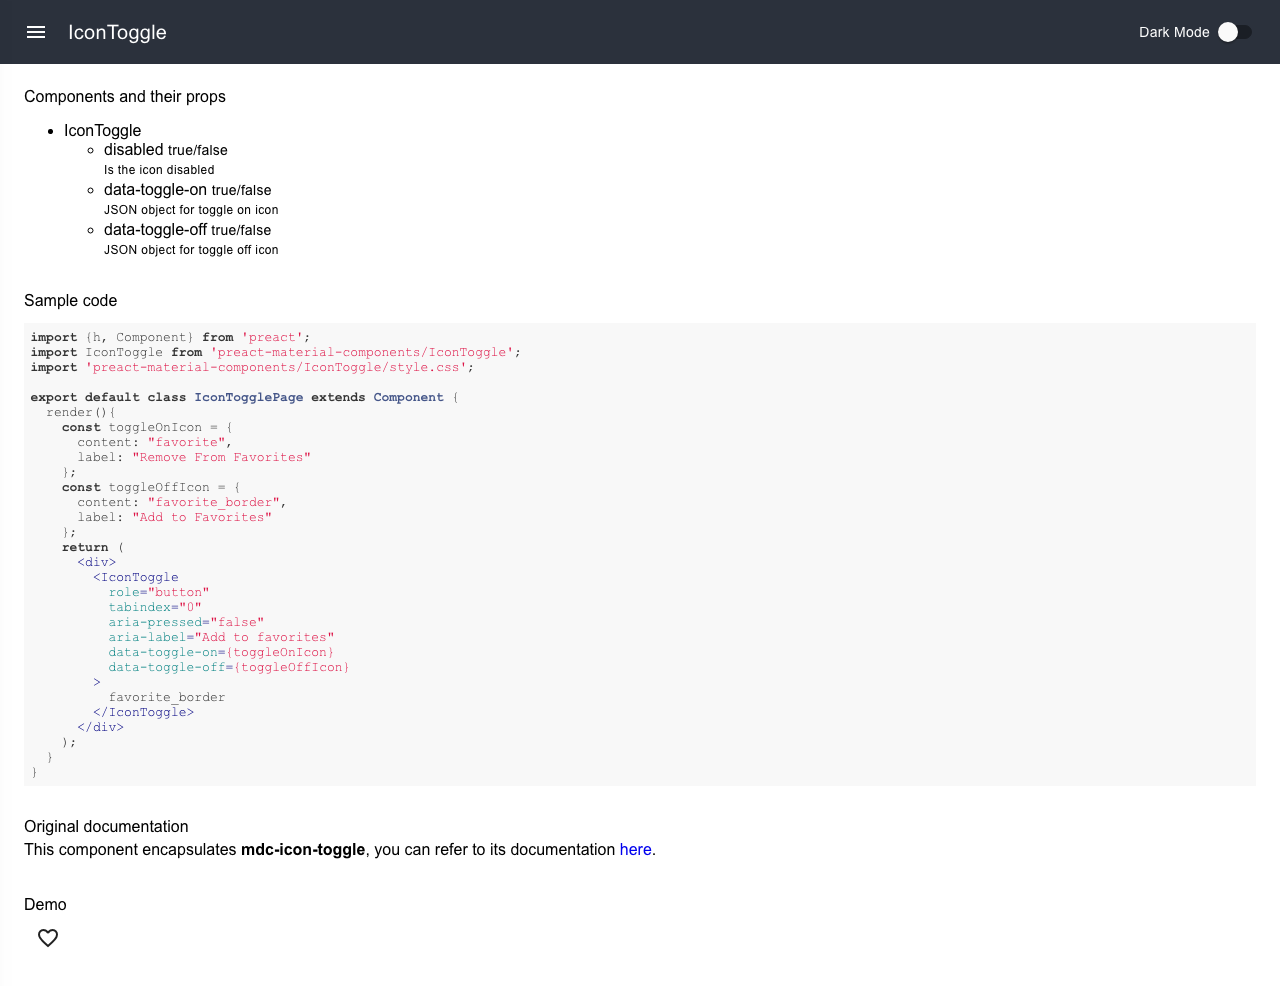 IconToggle
Dark Mode
Components and their props
IconToggle
disabled true/false
Is the icon disabled
data-toggle-on true/false
JSON object for toggle on icon
data-toggle-off true/false
JSON object for toggle off icon
Sample code
import {h, Component} from 'preact';
import IconToggle from 'preact-material-components/IconToggle';
import 'preact-material-components/IconToggle/style.css';
export default class IconTogglePage extends Component {
  render(){
    const toggleOnIcon = {
      content: "favorite",
      label: "Remove From Favorites"
    };
    const toggleOffIcon = {
      content: "favorite_border",
      label: "Add to Favorites"
    };
    return (
      <div>
        <IconToggle
          role="button"
          tabindex="0"
          aria-pressed="false"
          aria-label="Add to favorites"
          data-toggle-on={toggleOnIcon}
          data-toggle-off={toggleOffIcon}
        >
          favorite_border
        </IconToggle>
      </div>
    );
  }
}
Original documentation
This component encapsulates mdc-icon-toggle, you can refer to its documentation here.
Demo